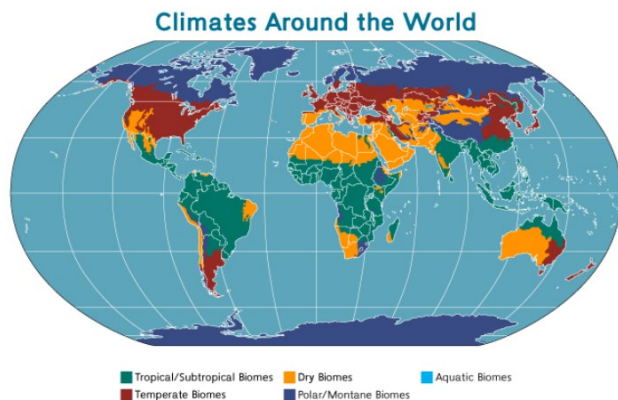 Climates Around the World
Tropical/Subtropical Biomes Dry Biomes Aquatic Biomes
Temperate Biomes Polar/Montane Biomes